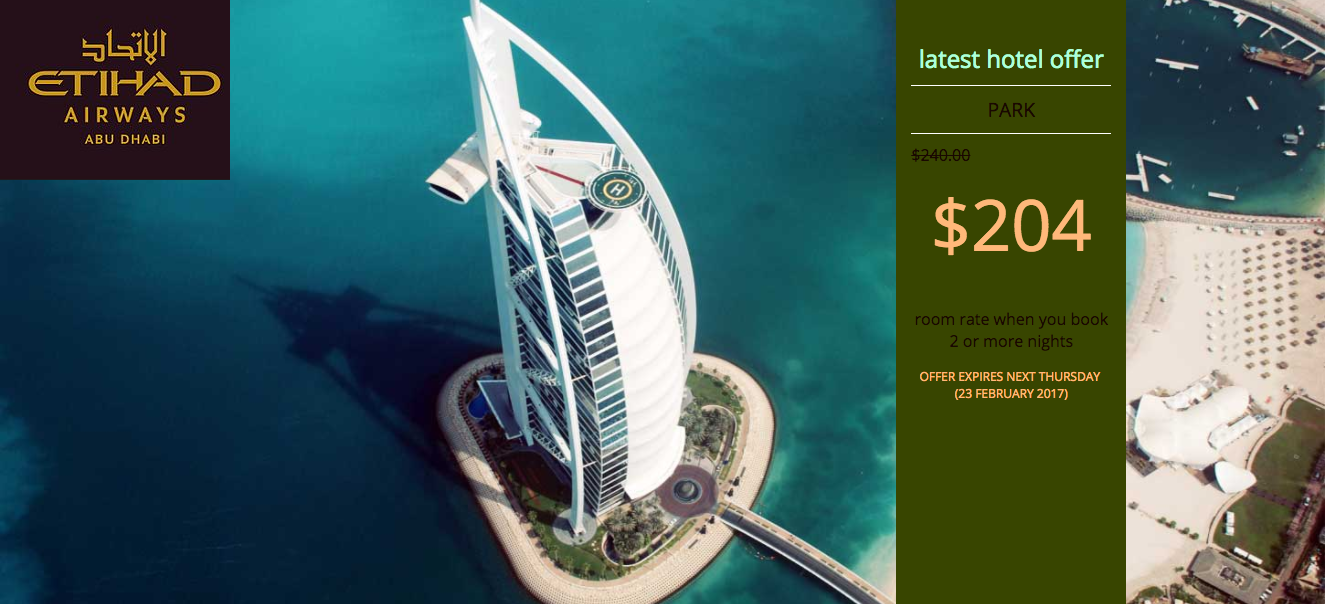 الاتحاد
ETIHAD
AIRWAYS
ABU DHABI
latest hotel offer
PARK
$240.00
$204
room rate when you book
2 or more nights
OFFER EXPIRES NEXT THURSDAY
(23 FEBRUARY 2017)
H